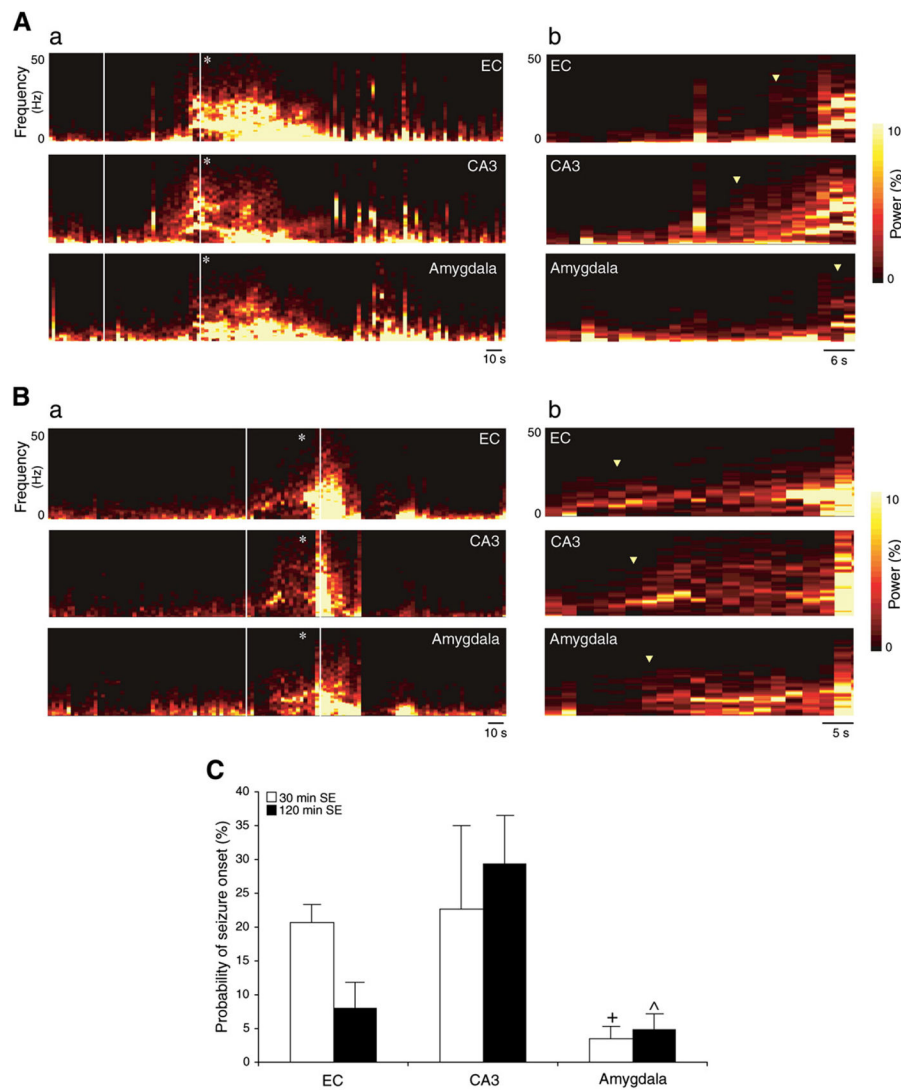 A
a
b
50
EC
*
Frequency
(Hz)
0
CA3
*
Amygdala
*
10 s
50
EC
0
CA3
Amygdala
6 s
10
Power (%)
0
B
a
b
50
EC
*
Frequency
(Hz)
0
CA3
*
Amygdala
*
10 s
50
EC
0
CA3
Amygdala
5 s
10
Power (%)
0
C
30 min SE
120 min SE
Probability of seizure onset (%)
40
35
30
25
20
15
10
5
0
+
^
EC
CA3
Amygdala